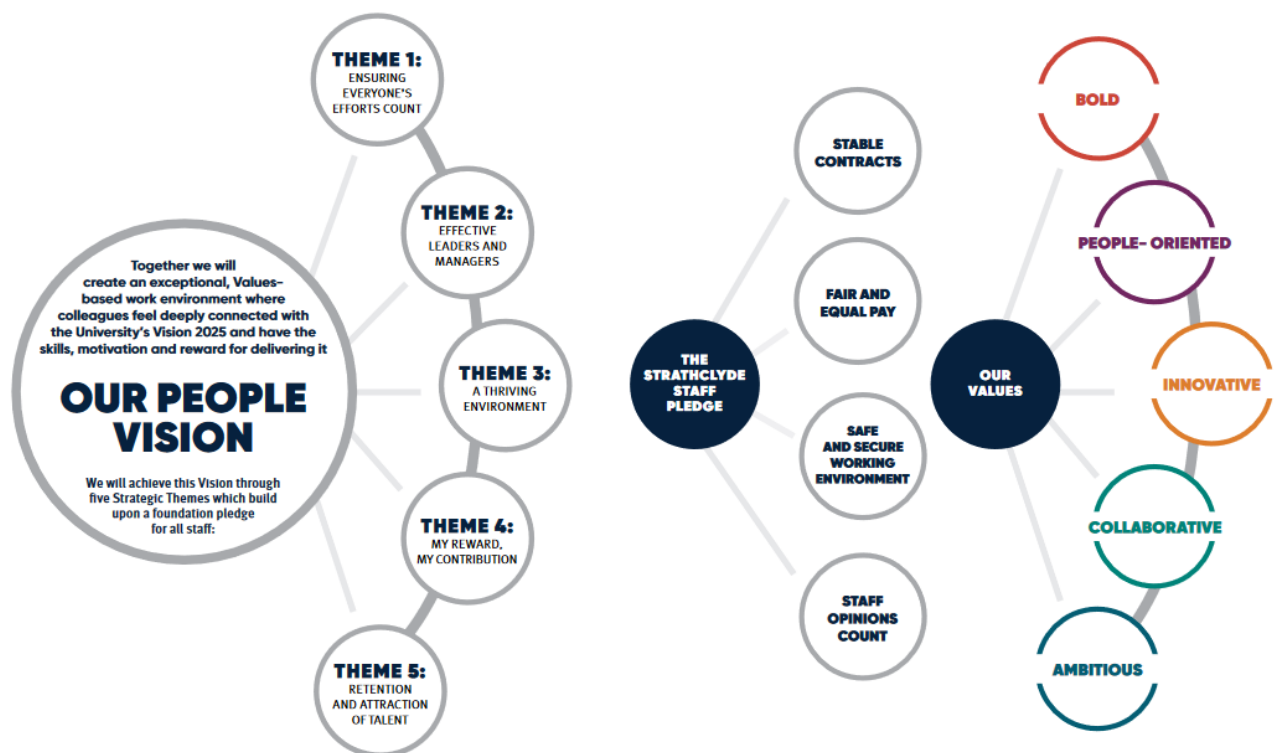 THEME 1:
ENSURING
EVERYONE'S
EFFORTS COUNT
THEME 2:
EFFECTIVE
LEADERS AND
MANAGERS
Together we will
create an exceptional, Values-
based work environment where
colleagues feel deeply connected with
the University's Vision 2025 and have the
skills, motivation and reward for delivering it
OUR PEOPLE
VISION
We will achieve this Vision through
five Strategic Themes which build
upon a foundation pledge
for all staff:
THEME 3:
A THRIVING
ENVIRONMENT
THEME 4:
MY REWARD,
MY CONTRIBUTION
THEME 5:
RETENTION
AND ATTRACTION
OF TALENT
THE
STRATHCLYDE
STAFF
PLEDGE
STABLE
CONTRACTS
FAIR AND
EQUAL PAY
SAFE
AND SECURE
WORKING
ENVIRONMENT
STAFF
OPINIONS
COUNT
OUR
VALUES
BOLD
PEOPLE- ORIENTED
INNOVATIVE
COLLABORATIVE
AMBITIOUS